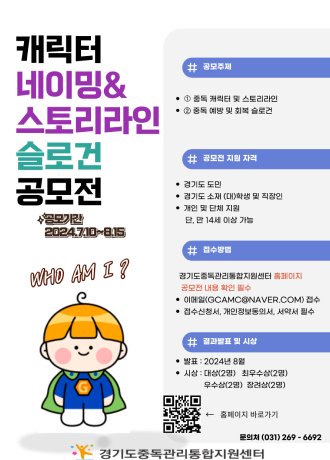 캐릭터
네이밍&
스토리라인
슬로건
공모전
공모기간
2024.7.10~8.15
WHO AM I ?
G
# 공모주제
• ① 중독 캐릭터 및 스토리라인
• ② 중독 예방 및 회복 슬로건
# 공모전 지원 자격
• 경기도 도민
• 경기도 소재 (대)학생 및 직장인
• 개인 및 단체 지원
단, 만 14세 이상 가능
# 접수방법
경기도중독관리통합지원센터 홈페이지
공모전 내용 확인 필수
• 이메일(GCAMC@NAVER.COM) 접수
• 접수신청서, 개인정보동의서, 서약서 필수
# 결과발표 및 시상
• 발표 : 2024년 8월
• 시상 : 대상(2명) 최우수상(2명)
우수상(2명) 장려상(2명)
← 홈페이지 바로가기
문의처 (031) 269 - 6692
경기도중독관리통합지원센터